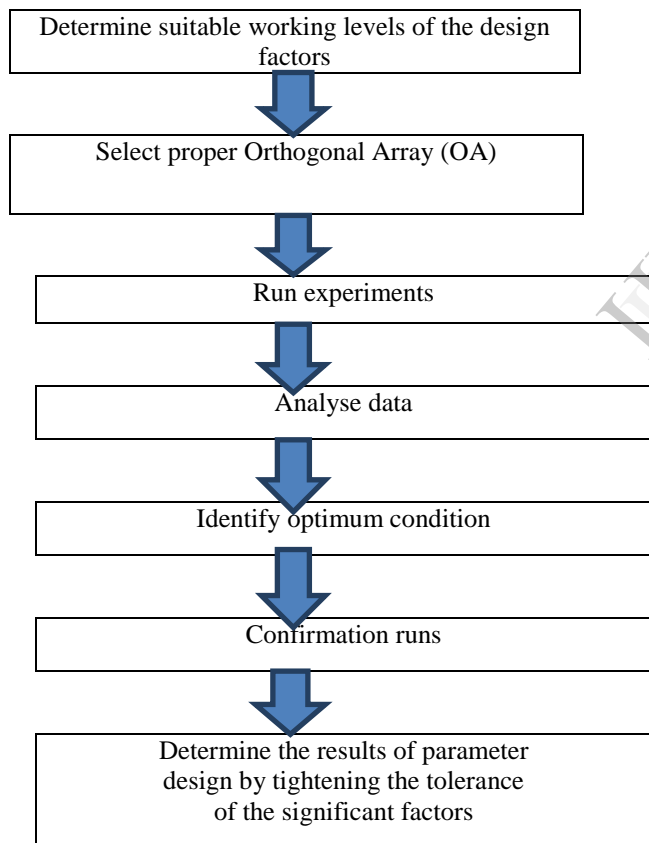 Determine suitable working levels of the design
factors
Select proper Orthogonal Array (OA)
Run experiments
Analyse data
Identify optimum condition
Confirmation runs
Determine the results of parameter
design by tightening the tolerance
of the significant factors